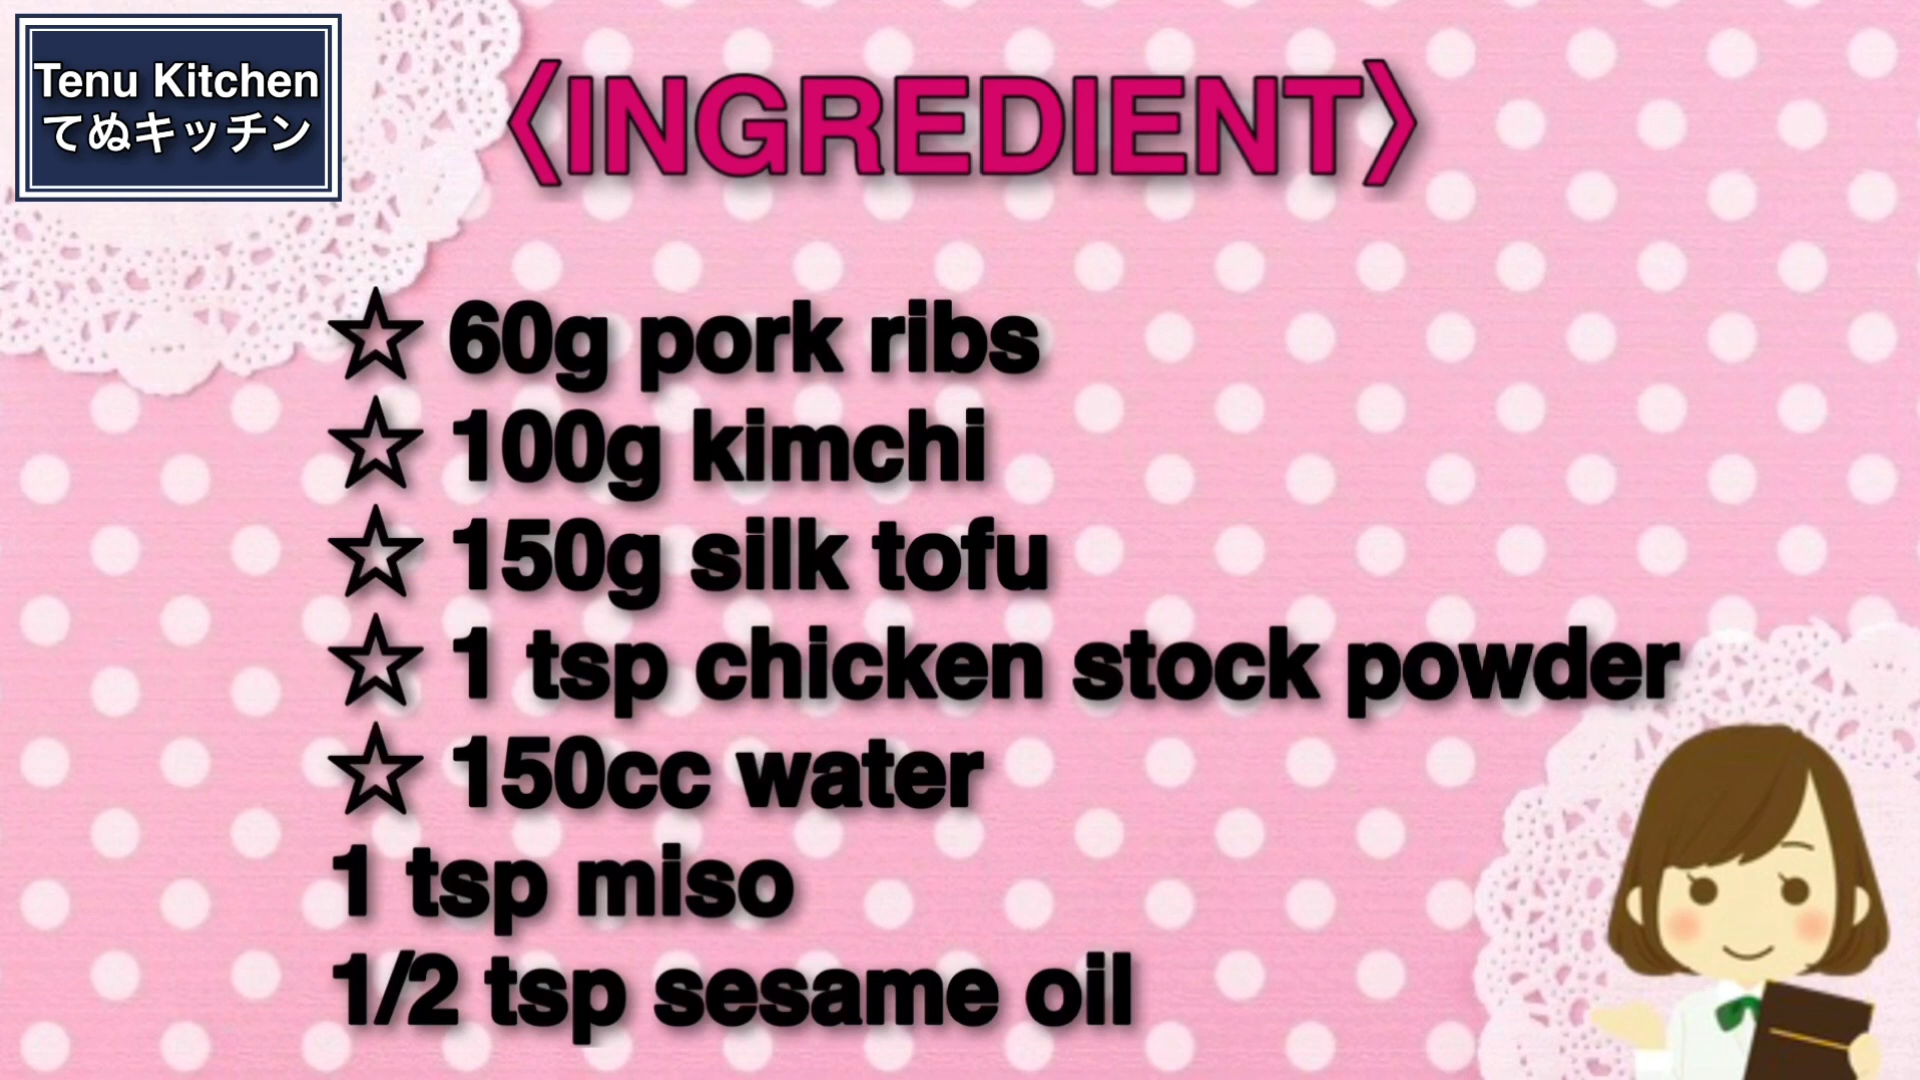 Tenu Kitchen
てぬキッチン
〈INGREDIENT〉
☆ 60g pork ribs
☆ 100g kimchi
☆ 150g silk tofu
☆ 1 tsp chicken stock powder
☆ 150cc water
1 tsp miso
1/2 tsp sesame oil